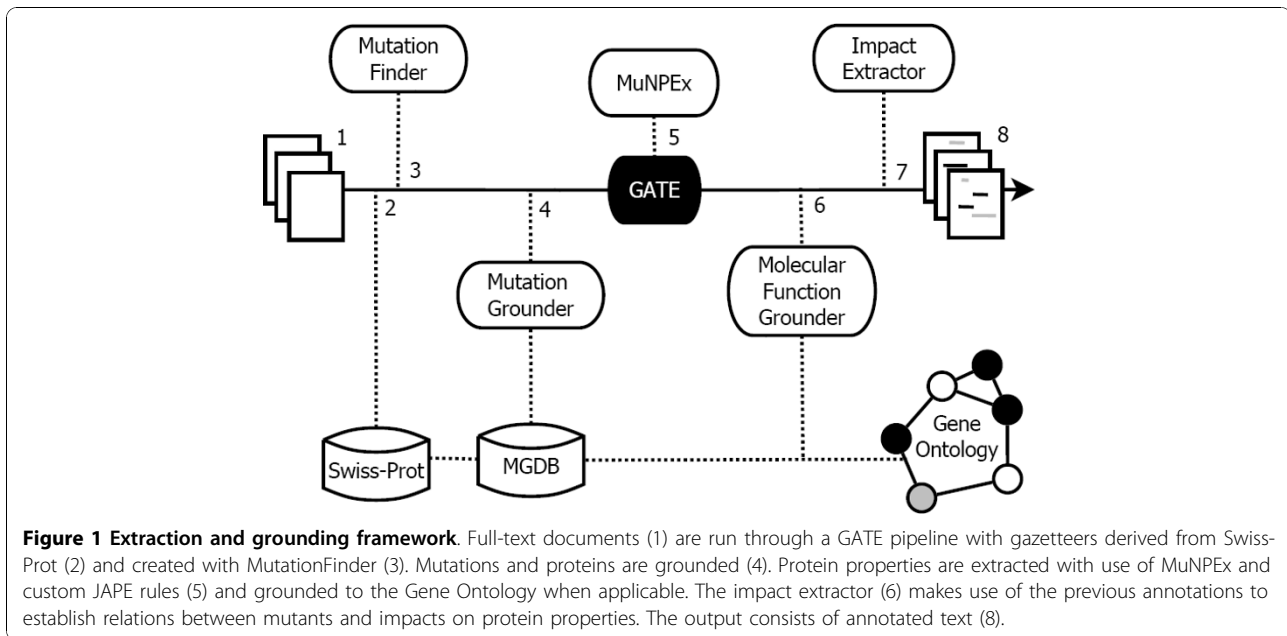 Mutation
Finder
MuNPEx
Impact
Extractor
1
2
3
4
5
6
7
8
GATE
Mutation
Grounder
Molecular
Function
Grounder
Swiss-Prot
MGDB
Gene
Ontology
Figure 1 Extraction and grounding framework. Full-text documents (1) are run through a GATE pipeline with gazetteers derived from Swiss-
Prot (2) and created with MutationFinder (3). Mutations and proteins are grounded (4). Protein properties are extracted with use of MuNPEx and
custom JAPE rules (5) and grounded to the Gene Ontology when applicable. The impact extractor (6) makes use of the previous annotations to
establish relations between mutants and impacts on protein properties. The output consists of annotated text (8).